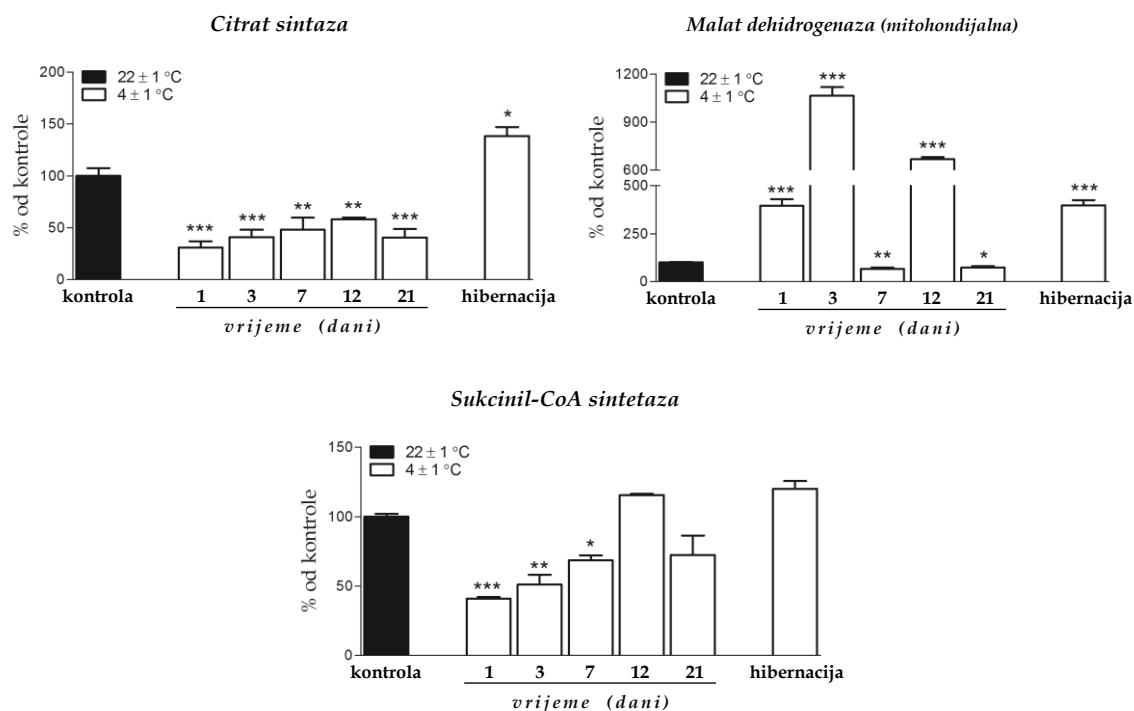 Citrat sintaza
200
150
100
50
0
% od kontrole
22 ± 1 °C
4 ± 1 °C
***
***
**
**
***
*
kontrola
1 3 7 12 21
hibernacija
vrijeme (dani)
Malat dehidrogenaza (mitohondijalna)
1200
900
600
500
250
0
% od kontrole
22 ± 1 °C
4 ± 1 °C
***
***
**
***
*
***
kontrola
1 3 7 12 21
hibernacija
vrijeme (dani)
Sukcinil-CoA sintetaza
150
100
50
0
% od kontrole
22 ± 1 °C
4 ± 1 °C
***
**
*
kontrola
1 3 7 12 21
hibernacija
vrijeme (dani)